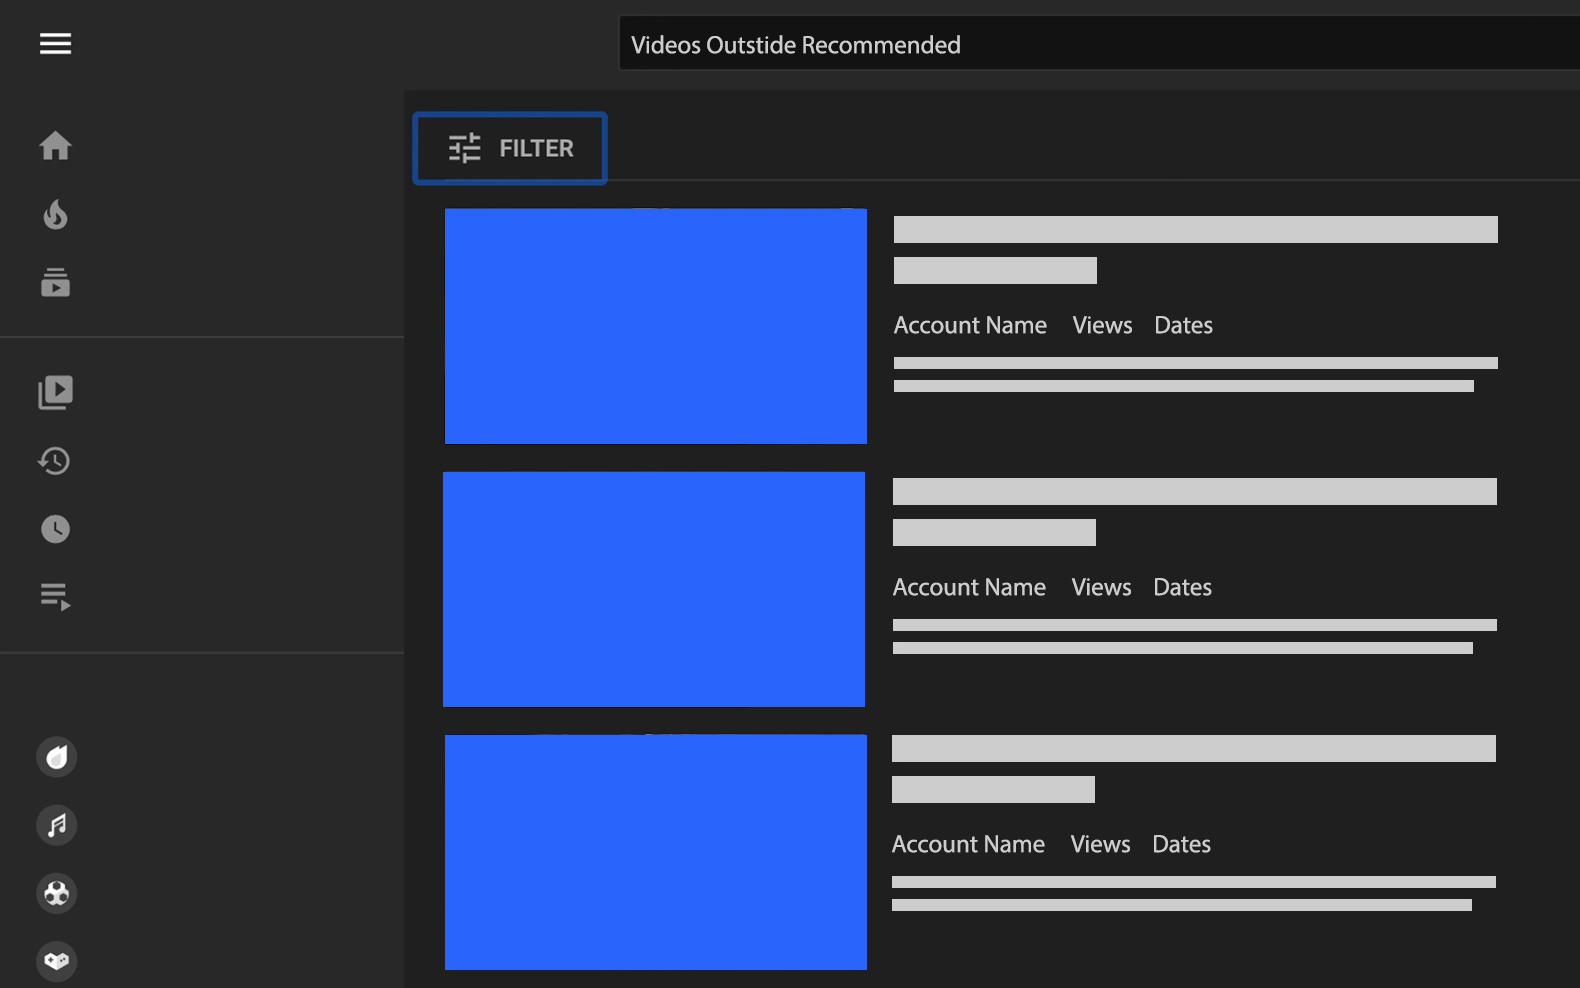 Videos Outstide Recommended
FILTER
Account Name Views Dates
Account Name Views Dates
Account Name Views Dates